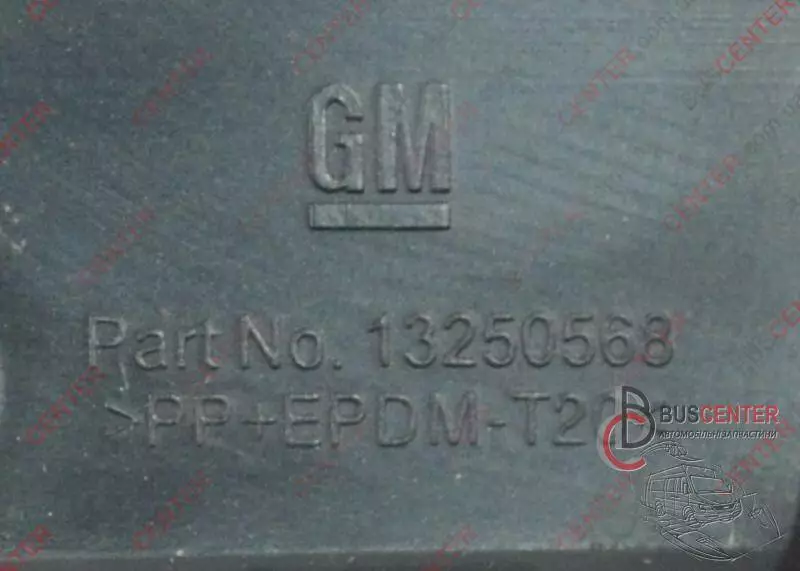 GM
Part No. 13250568
>PP+EPDM-T20<
BUSCENTER
АВТОМОБІЛЬНІ ЗАПЧАСТИНИ